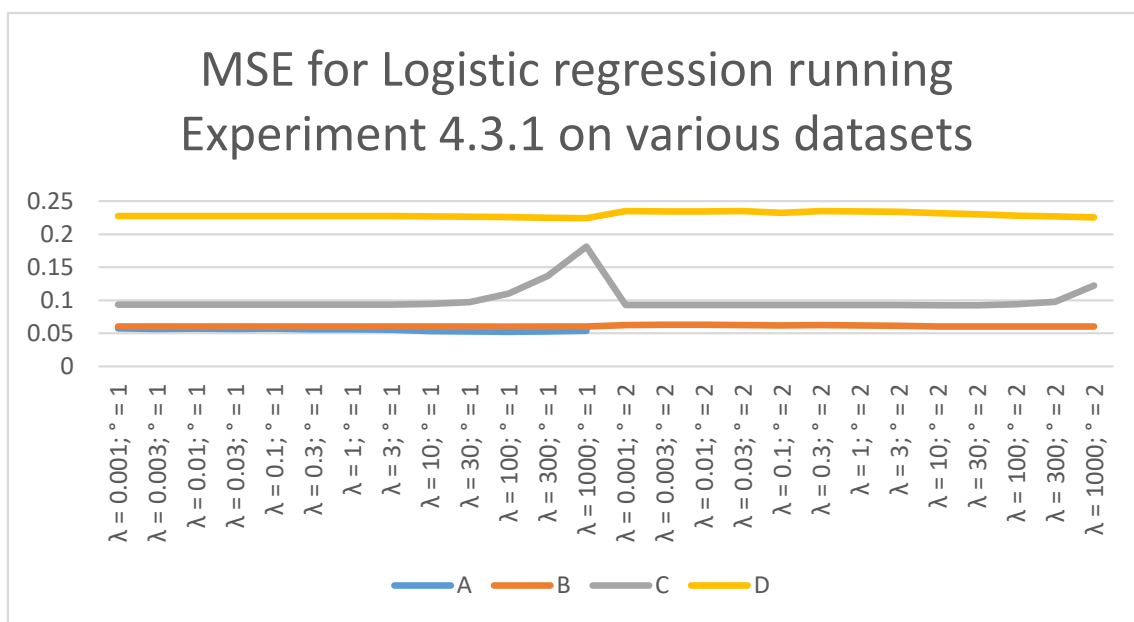 MSE for Logistic regression running
Experiment 4.3.1 on various datasets
0.25
0.2
0.15
0.1
0.05
0
λ = 0.001; ° = 1
λ = 0.003; ° = 1
λ = 0.01; ° = 1
λ = 0.03; ° = 1
λ = 0.1; ° = 1
λ = 0.3; ° = 1
λ = 1; ° = 1
λ = 3; ° = 1
λ = 10; ° = 1
λ = 30; ° = 1
λ = 100; ° = 1
λ = 300; ° = 1
λ = 1000; ° = 1
λ = 0.001; ° = 2
λ = 0.003; ° = 2
λ = 0.01; ° = 2
λ = 0.03; ° = 2
λ = 0.1; ° = 2
λ = 0.3; ° = 2
λ = 1; ° = 2
λ = 3; ° = 2
λ = 10; ° = 2
λ = 30; ° = 2
λ = 100; ° = 2
λ = 300; ° = 2
λ = 1000; ° = 2
A B C D